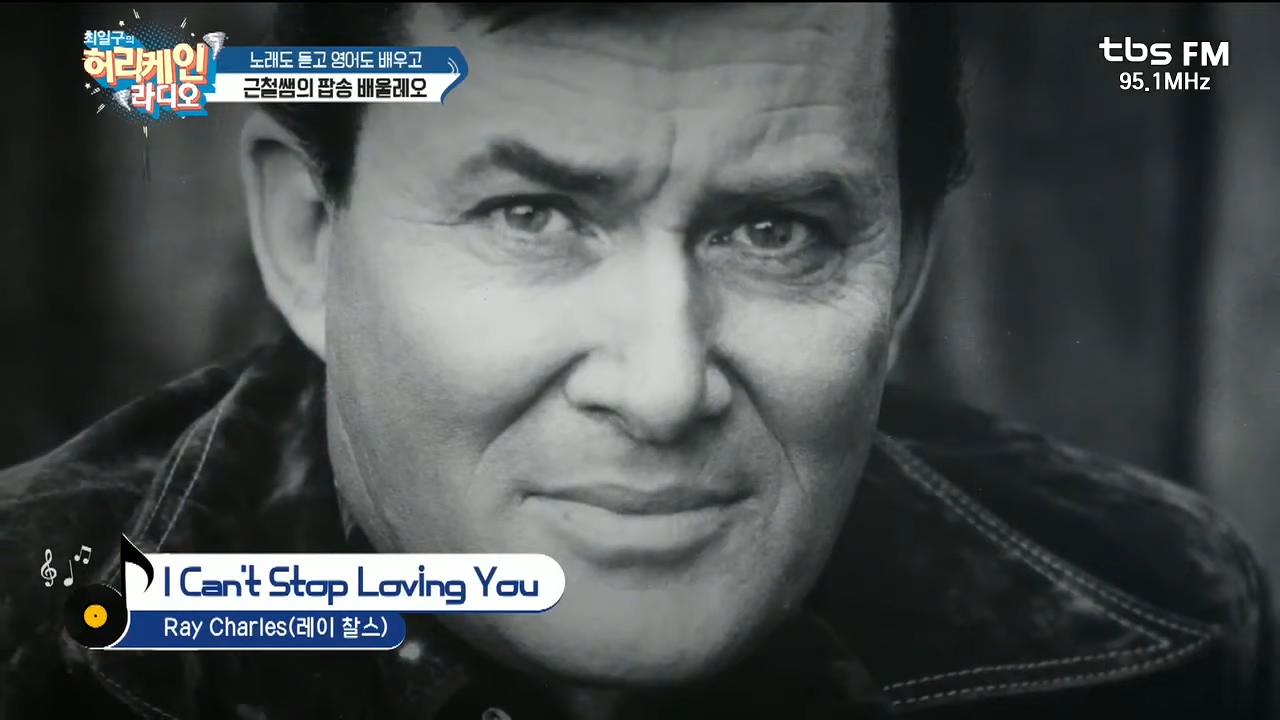 최일구의
허리케인
라디오
노래도 듣고 영어도 배우고
근철쌤의 팝송 배울레오
tbs FM
95.1MHz
I Can't Stop Loving You
Ray Charles(레이 찰스)